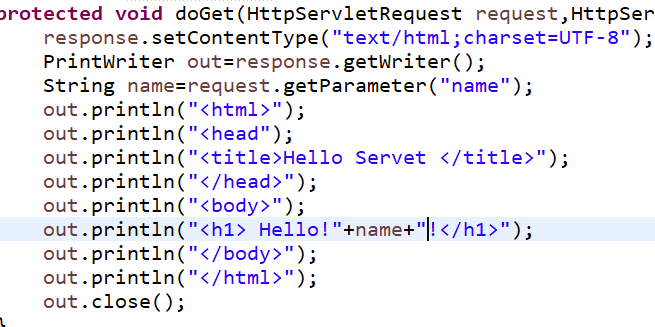 protected void doGet(HttpServletRequest request,HttpSer
response.setContentType("text/html;charset=UTF-8");
PrintWriter out=response.getWriter();
String name=request.getParameter("name");
out.println("<html>");
out.println("<head");
out.println("<title>Hello Servet </title>");
out.println("</head>");
out.println("<body>");
out.println("<h1> Hello!"+name+"!</h1>");
out.println("</body>");
out.println("</html>");
out.close();
}